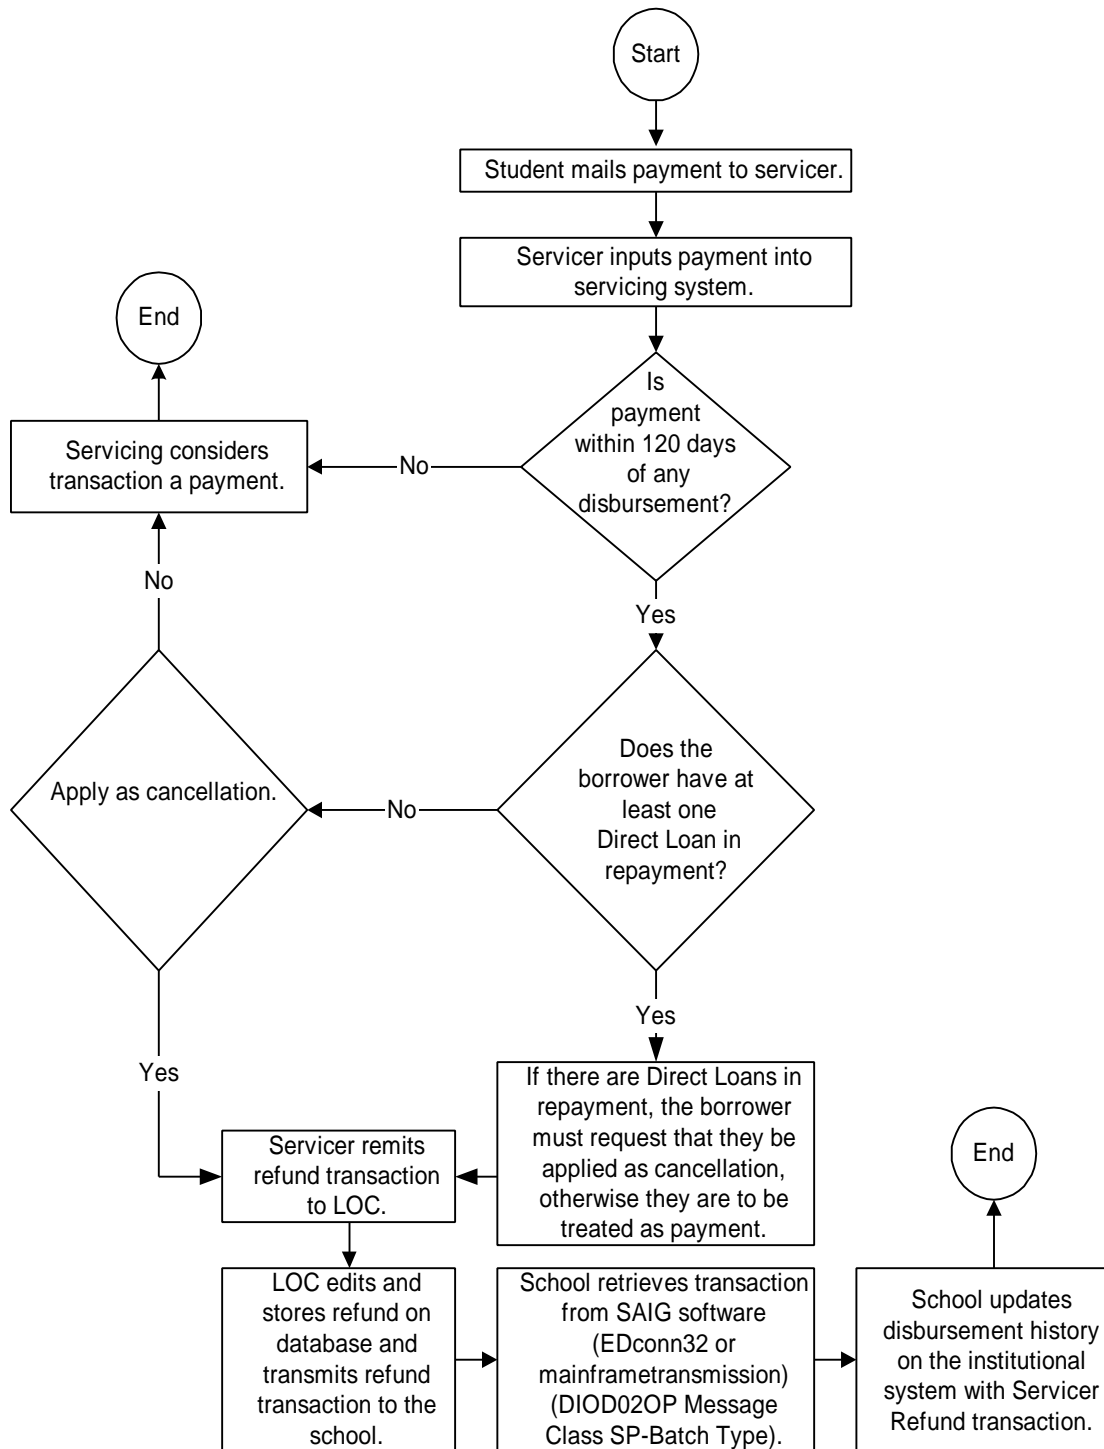 Start
Student mails payment to servicer.
Servicer inputs payment into
servicing system.
End
Is
payment
within 120 days
of any
disbursement?
No
Servicing considers
transaction a payment.
No
Yes
Does the
borrower have at
least one
Direct Loan in
repayment?
No
Apply as cancellation.
Yes
Yes
If there are Direct Loans in
repayment, the borrower
must request that they be
applied as cancellation,
otherwise they are to be
treated as payment.
Servicer remits
refund transaction
to LOC.
End
LOC edits and
stores refund on
database and
transmits refund
transaction to the
school.
School retrieves transaction
from SAIG software
(EDconn32 or
mainframetransmission)
(DIOD02OP Message
Class SP-Batch Type).
School updates
disbursement history
on the institutional
system with Servicer
Refund transaction.